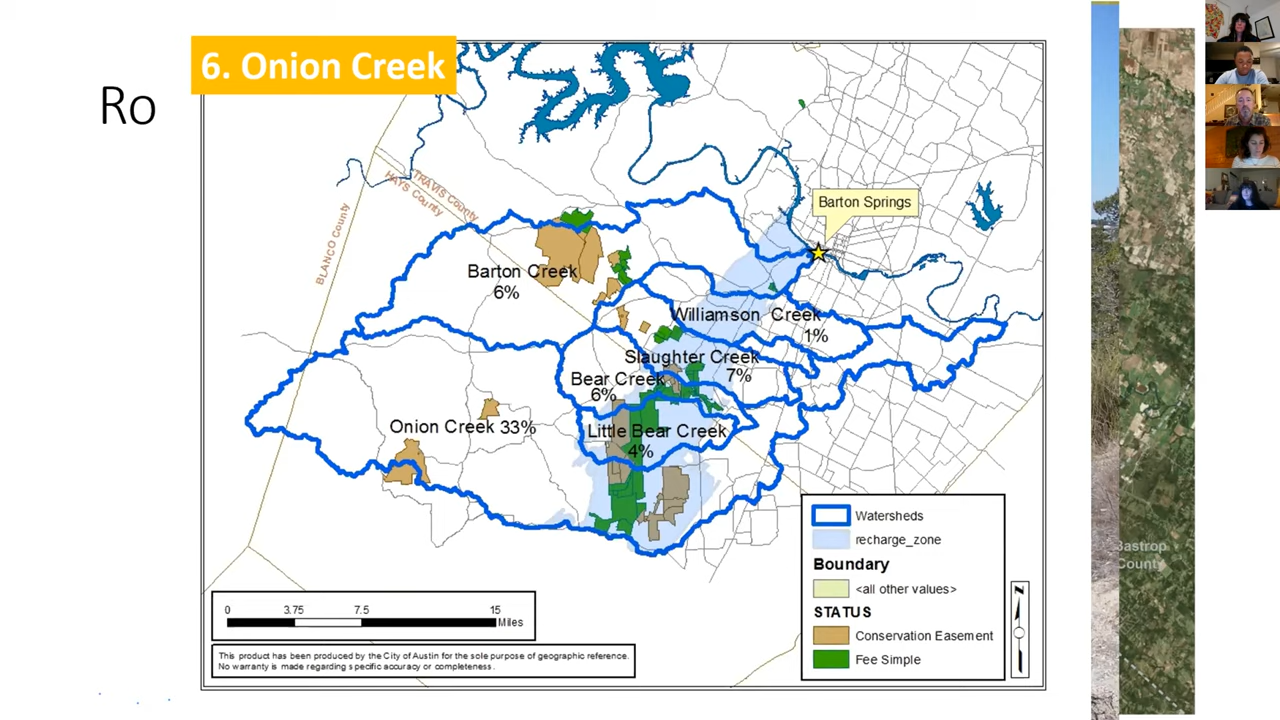 6. Onion Creek
Ro
TRAVIS County
HAYS County
BLANCO County
Barton Springs
Barton Creek
6%
Williamson Creek
1%
Slaughter Creek
7%
Bear Creek
6%
Onion Creek 33%
Little Bear Creek
4%
Watersheds
recharge_zone
Boundary
<all other values>
STATUS
Conservation Easement
Fee Simple
N
0 3.75 7.5 15
Miles
This product has been produced by the City of Austin for the sole purpose of geographic reference.
No warranty is made regarding specific accuracy or completeness.
Bastrop
County